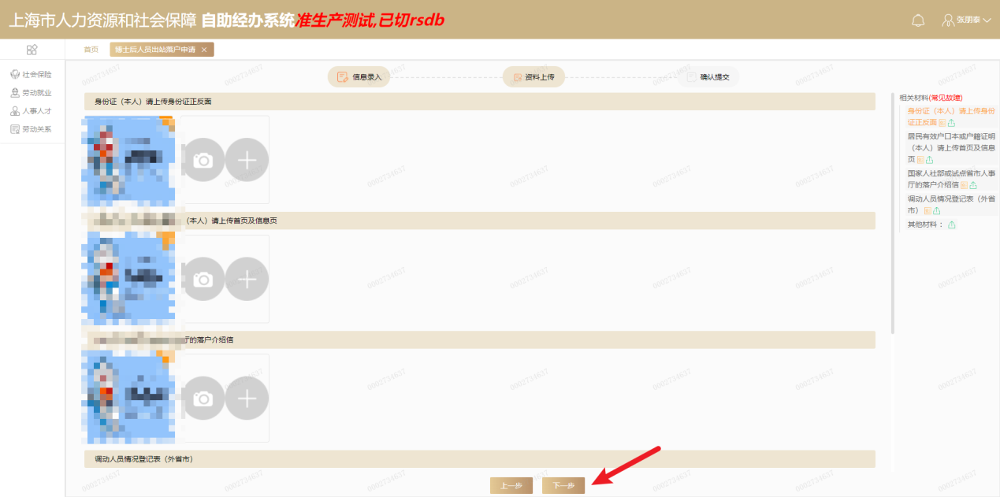 上海市人力资源和社会保障 自助经办系统准生产测试,已切rsdb
张朋泰
首页
博士后人员出站落户申请 ×
社会保险
劳动就业
人事人才
劳动关系
信息录入
资料上传
确认提交
身份证（本人）请上传身份证正反面
（本人）请上传首页及信息页
厅的落户介绍信
调动人员情况登记表（外省市）
上一步
下一步
相关材料(常见故障)
身份证（本人）请上传身份
证正反面
居民有效户口本或户籍证明
（本人）请上传首页及信息
页
国家人社部或试点省市人事
厅的落户介绍信
调动人员情况登记表（外省
市）
其他材料：
0002734637